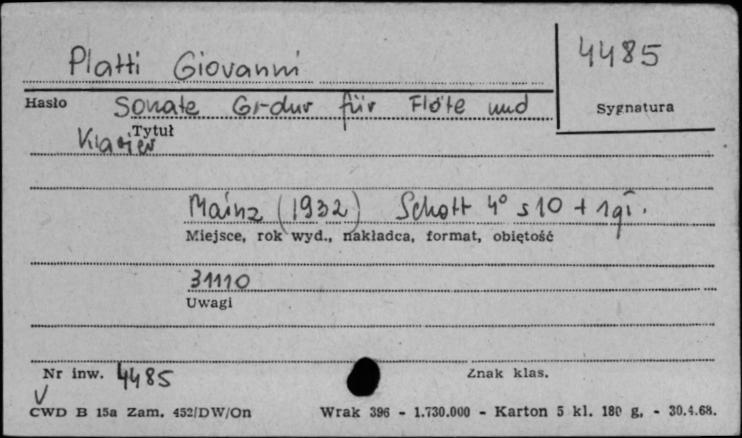 Platti Giovanni
4485
Hasło
Sonate G-dur für Flöte und
Sygnatura
Tytuł
Klavier
Mainz (1932) Schott 4° s 10 + 1 gł.
Miejsce, rok wyd., nakładca, format, objętość
31110
Uwagi
Nr inw. 4485
Znak klas.
CWD B 15a Zam. 452/DW/On
Wrak 396 - 1.730.000 - Karton 5 kl. 180 g. - 30.4.68.